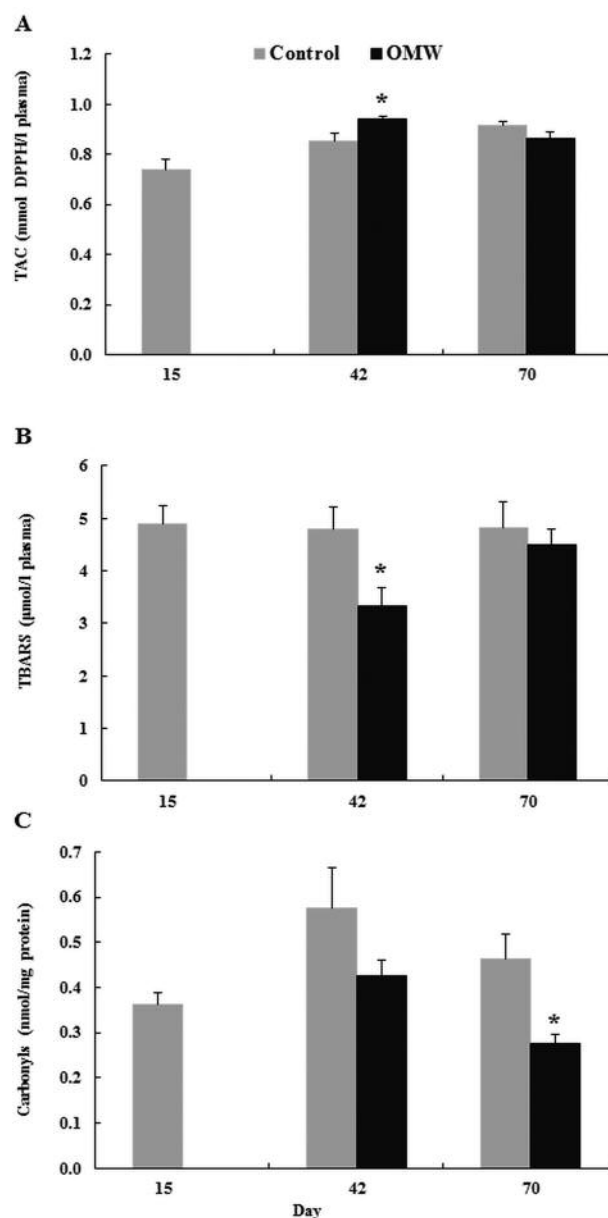 A
Control OMW
1.2
*
1.0
0.8
0.6
0.4
0.2
0.0
TAC (mmol DPPH/l plasma)
15 42 70
B
6
5
*
4
3
2
1
0
TBARS (μmol/l plasma)
15 42 70
C
0.7
0.6
0.5
0.4
*
0.3
0.2
0.1
0.0
Carbonyls (nmol/mg protein)
15 42 70
Day